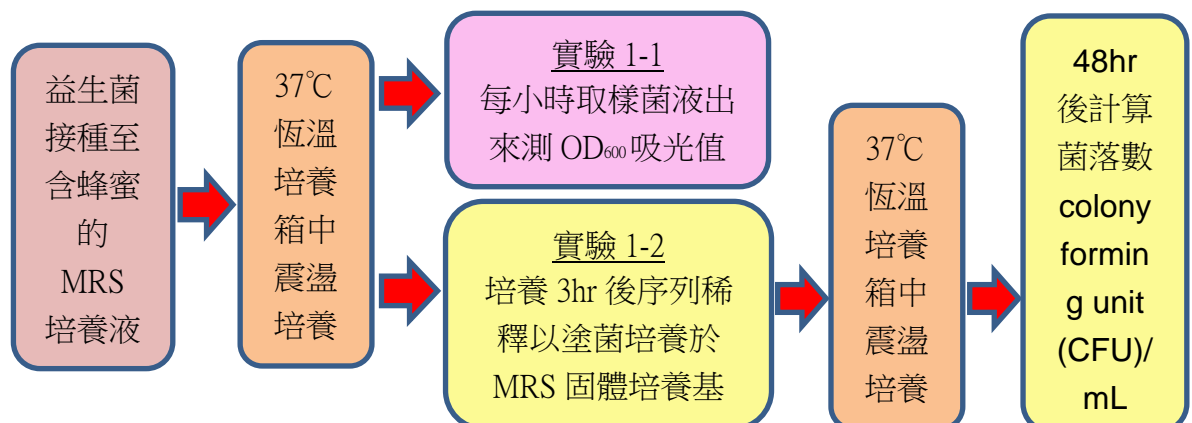 益生菌
接種至
含蜂蜜
的
MRS
培養液
37℃
恆溫
培養
箱中
震盪
培養
實驗 1-1
每小時取樣菌液出
來測 OD₆₀₀ 吸光值
實驗 1-2
培養 3hr 後序列稀
釋以塗菌培養於
MRS 固體培養基
37℃
恆溫
培養
箱中
震盪
培養
48hr
後計算
菌落數
colony
formin
g unit
(CFU)/
mL